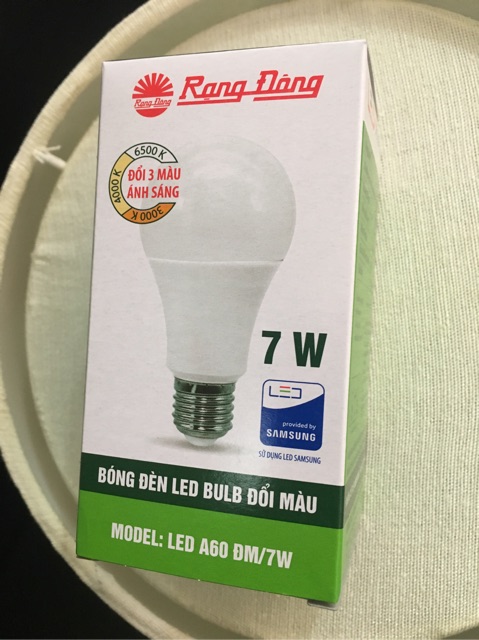 Rạng Đông
Rạng Đông
6500 K
4000 K
3000 K
ĐỔI 3 MÀU
ÁNH SÁNG
7 W
LED
provided by
SAMSUNG
SỬ DỤNG LED SAMSUNG
BÓNG ĐÈN LED BULB ĐỔI MÀU
MODEL: LED A60 ĐM/7W